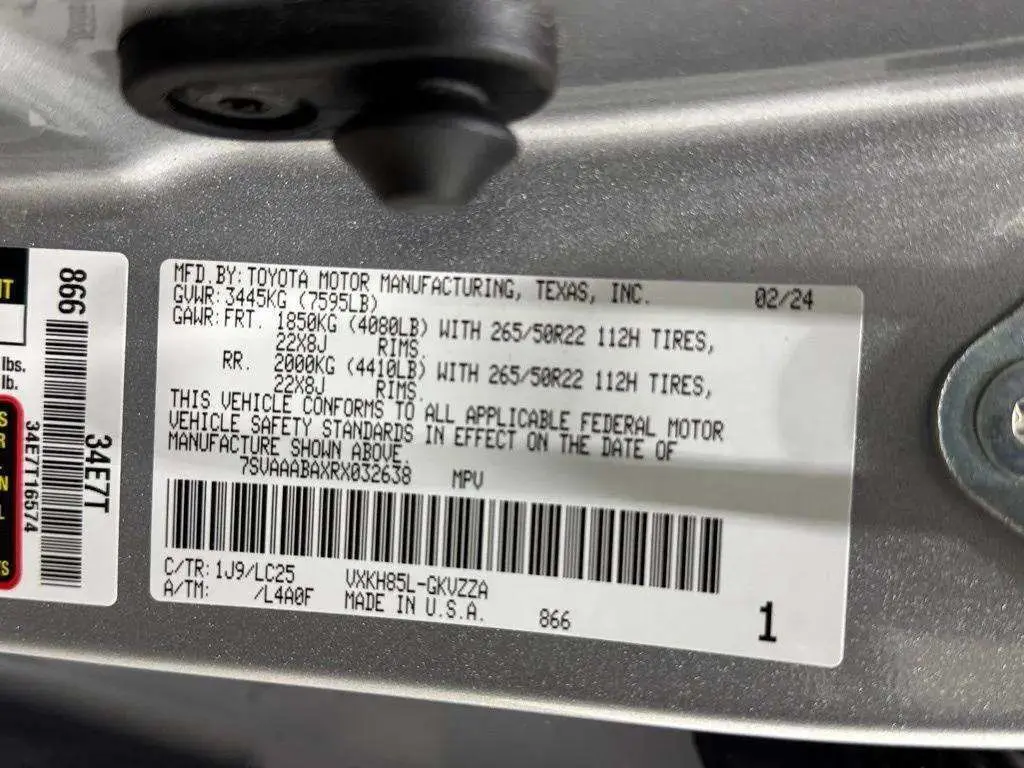 MFD.BY:TOYOTA MOTOR MANUFACTURING, TEXAS, INC. 02/24
GVWR:3445KG (7595LB)
GAWR:FRT. 1850KG (4080LB) WITH 265/50R22 112H TIRES,
22X8J RIMS,
RR. 2000KG (4410LB) WITH 265/50R22 112H TIRES,
22X8J RIMS.
THIS VEHICLE CONFORMS TO ALL APPLICABLE FEDERAL MOTOR
VEHICLE SAFETY STANDARDS IN EFFECT ON THE DATE OF
MANUFACTURE SHOWN ABOVE.
7SVAAABAXRX032638 MPV
C/TR:1J9/LC25 VXKH85L-GKVZZA
A/TM: /L4A0F MADE IN U.S.A. 866
1
866
34E7T
34E7T16574
lbs.
lb.